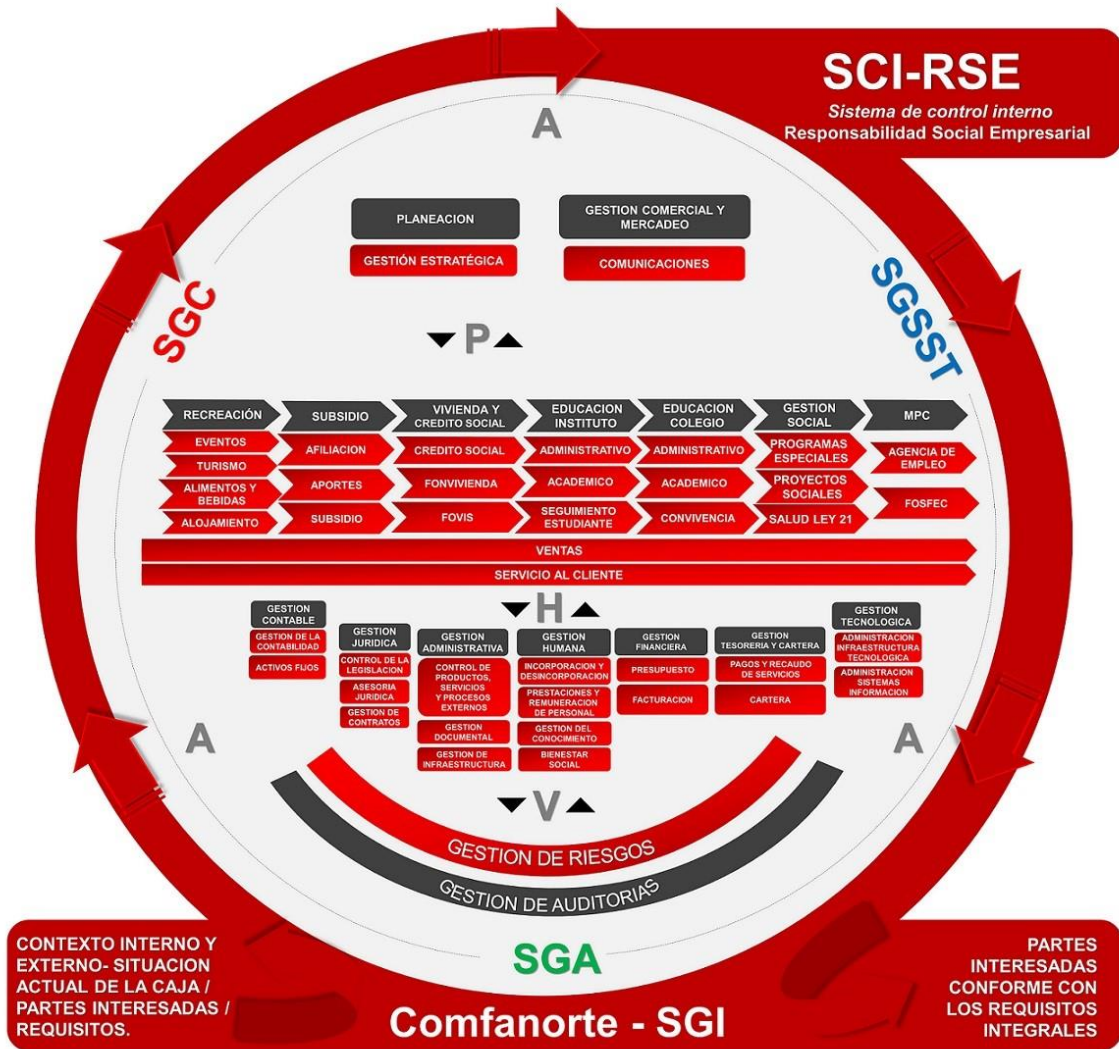 SCI-RSE
Sistema de control interno
Responsabilidad Social Empresarial
A
PLANEACION
GESTIÓN ESTRATÉGICA
GESTION COMERCIAL Y
MERCADEO
COMUNICACIONES
SGC
SGSST
P
RECREACIÓN
EVENTOS
TURISMO
ALIMENTOS Y
BEBIDAS
ALOJAMIENTO
SUBSIDIO
AFILIACION
APORTES
SUBSIDIO
VIVIENDA Y
CREDITO SOCIAL
CREDITO SOCIAL
FONVIVIENDA
FOVIS
EDUCACION
INSTITUTO
ADMINISTRATIVO
ACADEMICO
SEGUIMIENTO
ESTUDIANTE
EDUCACION
COLEGIO
ADMINISTRATIVO
ACADEMICO
CONVIVENCIA
GESTION
SOCIAL
PROGRAMAS
ESPECIALES
PROYECTOS
SOCIALES
SALUD LEY 21
MPC
AGENCIA DE
EMPLEO
FOSFEC
VENTAS
SERVICIO AL CLIENTE
H
GESTION
CONTABLE
GESTION DE LA
CONTABILIDAD
ACTIVOS FIJOS
GESTION
JURIDICA
CONTROL DE LA
LEGISLACION
ASESORIA
JURIDICA
GESTION DE
CONTRATOS
GESTION
ADMINISTRATIVA
CONTROL DE
PRODUCTOS,
SERVICIOS
Y PROCESOS
EXTERNOS
GESTION
DOCUMENTAL
GESTION DE
INFRAESTRUCTURA
GESTION
HUMANA
INCORPORACION Y
DESINCORPORACION
PRESTACIONES Y
REMUNERACION
DE PERSONAL
GESTION DEL
CONOCIMIENTO
BIENESTAR
SOCIAL
GESTION
FINANCIERA
PRESUPUESTO
FACTURACION
GESTION
TESORERIA Y CARTERA
PAGOS Y RECAUDO
DE SERVICIOS
CARTERA
GESTION
TECNOLOGICA
ADMINISTRACION
INFRAESTRUCTURA
TECNOLOGICA
ADMINISTRACION
SISTEMAS
INFORMACION
A
A
V
GESTION DE RIESGOS
GESTION DE AUDITORIAS
SGA
CONTEXTO INTERNO Y
EXTERNO- SITUACION
ACTUAL DE LA CAJA /
PARTES INTERESADAS /
REQUISITOS.
Comfanorte - SGI
PARTES
INTERESADAS
CONFORME CON
LOS REQUISITOS
INTEGRALES